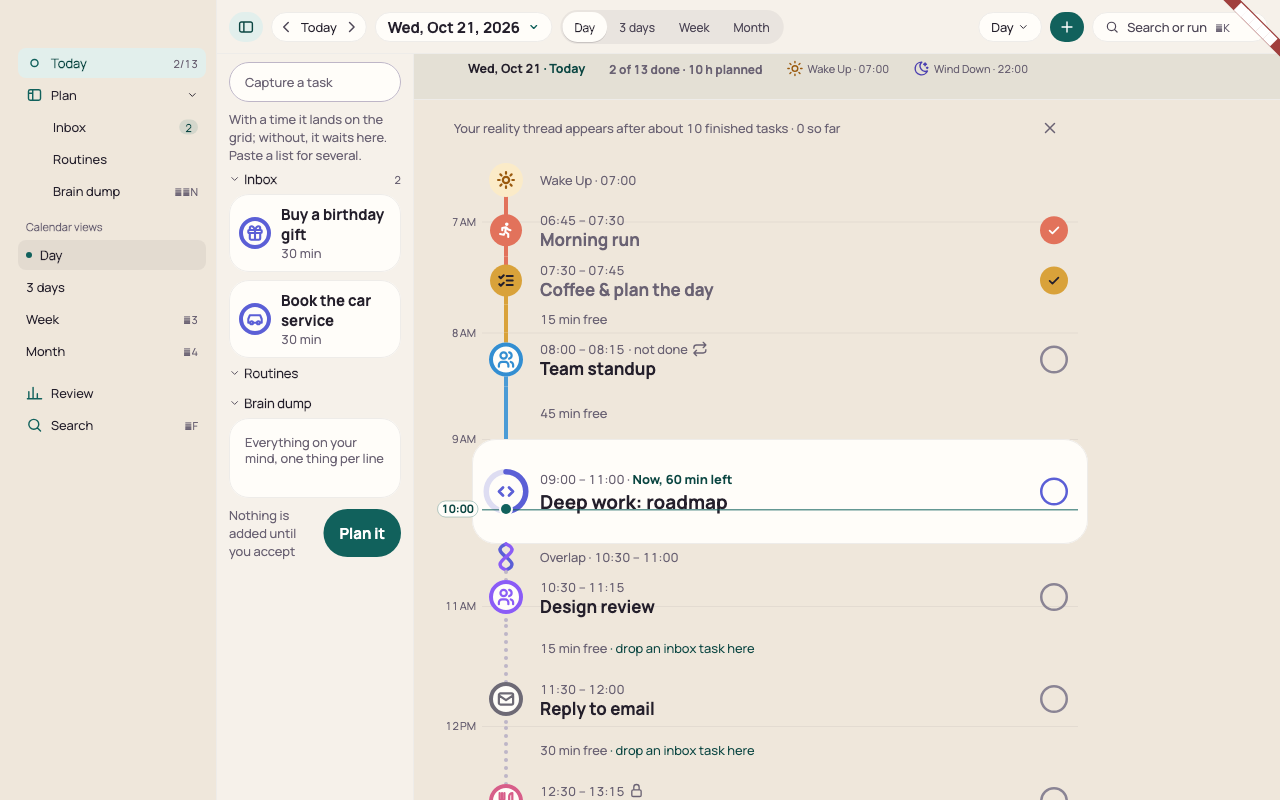 Today
Wed, Oct 21, 2026
Day
3 days
Week
Month
Day
Search or run
K
Today
2/13
Plan
Inbox
2
Routines
Brain dump
N
Calendar views
Day
3 days
Week
3
Month
4
Review
Search
F
Capture a task
With a time it lands on the
grid; without, it waits here.
Paste a list for several.
Inbox
2
Buy a birthday
gift
30 min
Book the car
service
30 min
Routines
Brain dump
Everything on your
mind, one thing per line
Nothing is
added until
you accept
Plan it
Wed, Oct 21 · Today
2 of 13 done · 10 h planned
Wake Up · 07:00
Wind Down · 22:00
Your reality thread appears after about 10 finished tasks · 0 so far
Wake Up · 07:00
7 AM
06:45 – 07:30
Morning run
07:30 – 07:45
Coffee & plan the day
15 min free
8 AM
08:00 – 08:15 · not done
Team standup
45 min free
9 AM
09:00 – 11:00 · Now, 60 min left
Deep work: roadmap
10:00
Overlap · 10:30 – 11:00
10:30 – 11:15
11 AM
Design review
15 min free · drop an inbox task here
11:30 – 12:00
Reply to email
12 PM
30 min free · drop an inbox task here
12:30 – 13:15